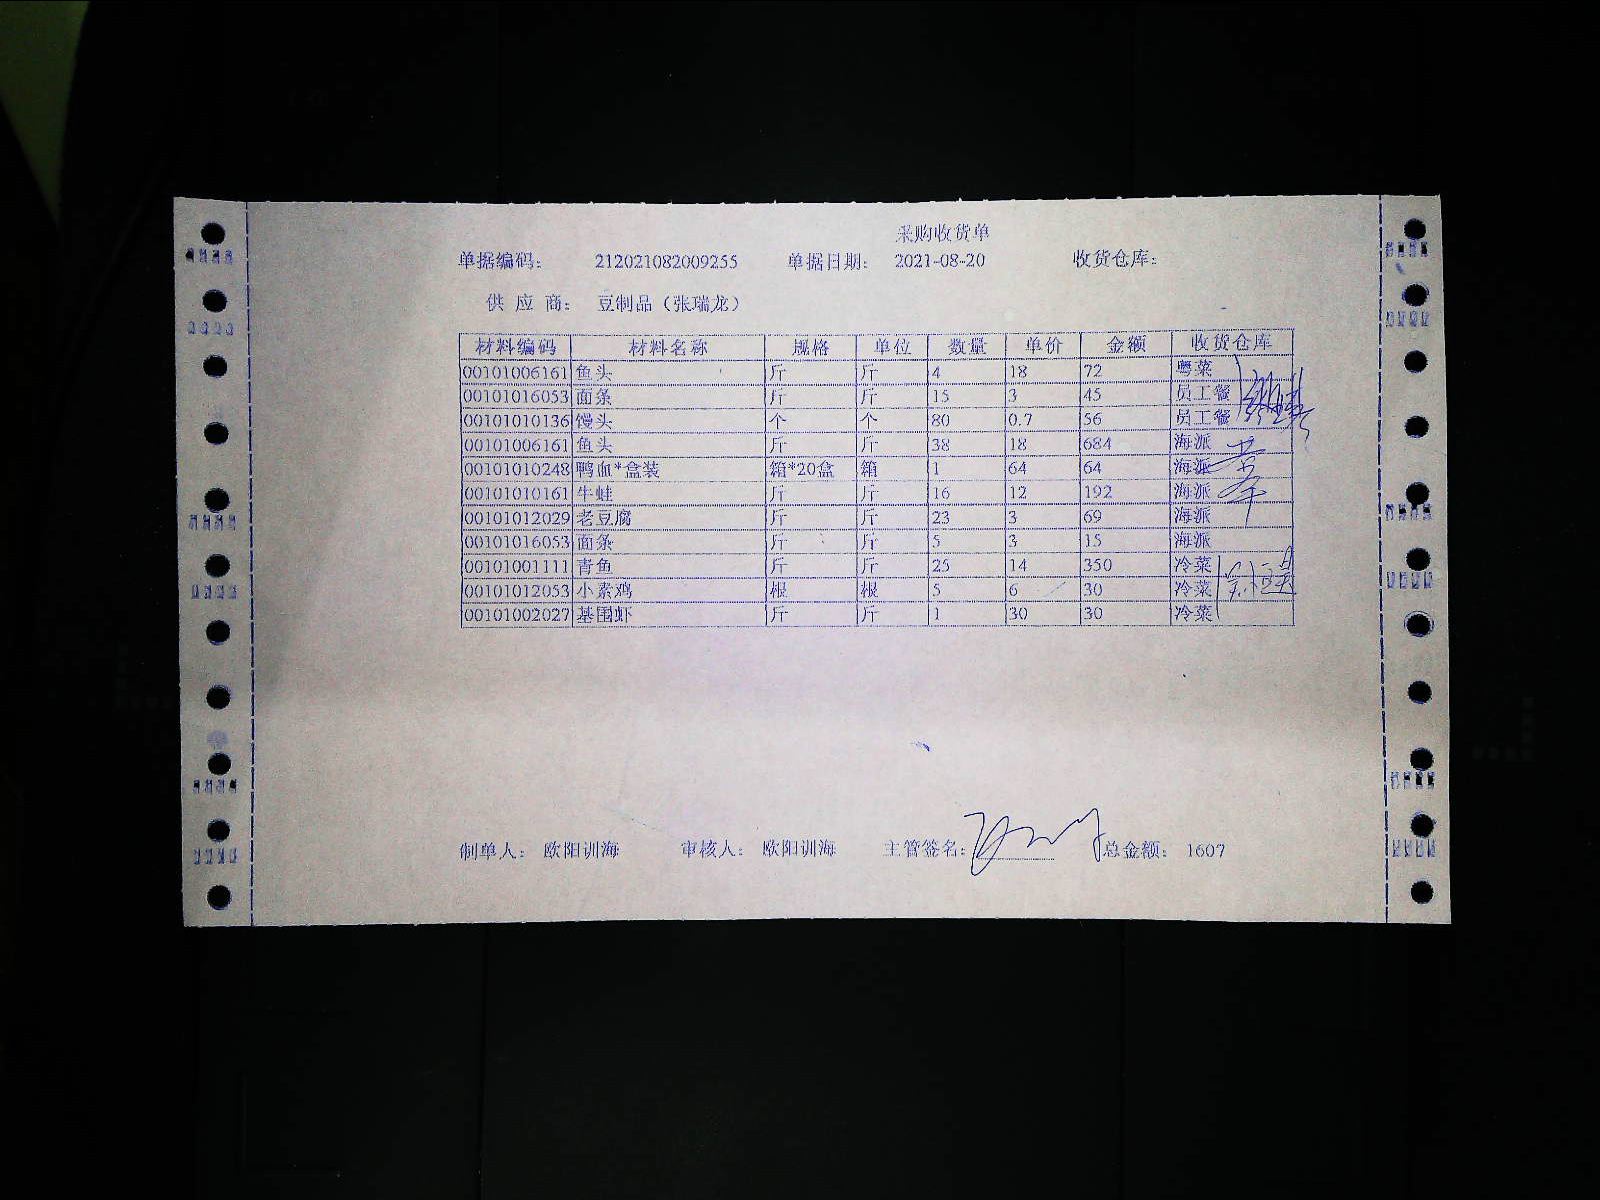 采购收货单
单据编码： 212021082009255 单据日期： 2021-08-20 收货仓库：
供 应 商： 豆制品（张瑞龙）
材料编码 材料名称 规格 单位 数量 单价 金额 收货仓库
00101006161 鱼头 斤 斤 4 18 72 粤菜
00101016053 面条 斤 斤 15 3 45 员工餐
00101010136 馒头 个 个 80 0.7 56 员工餐
00101006161 鱼头 斤 斤 38 18 684 海派
00101010248 鸭血*盒装 箱*20盒 箱 1 64 64 海派
00101010161 牛蛙 斤 斤 16 12 192 海派
00101012029 老豆腐 斤 斤 23 3 69 海派
00101016053 面条 斤 斤 5 3 15 海派
00101001111 青鱼 斤 斤 25 14 350 冷菜
00101012053 小素鸡 根 根 5 6 30 冷菜
00101002027 基围虾 斤 斤 1 30 30 冷菜
制单人： 欧阳训海 审核人： 欧阳训海 主管签名： 总金额： 1607